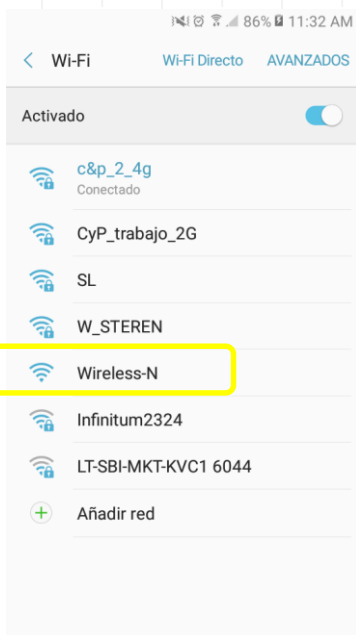 86% 11:32 AM
Wi-Fi Wi-Fi Directo AVANZADOS
Activado
c&p_2_4g
Conectado
CyP_trabajo_2G
SL
W_STEREN
Wireless-N
Infinitum2324
LT-SBI-MKT-KVC1 6044
Añadir red